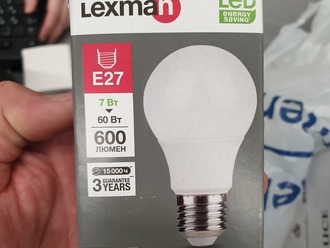 Lexman
LED
ENERGY
SAVING
E27
7 Вт
60 Вт
600
ЛЮМЕН
15000 ч
3 GUARANTEE
YEARS